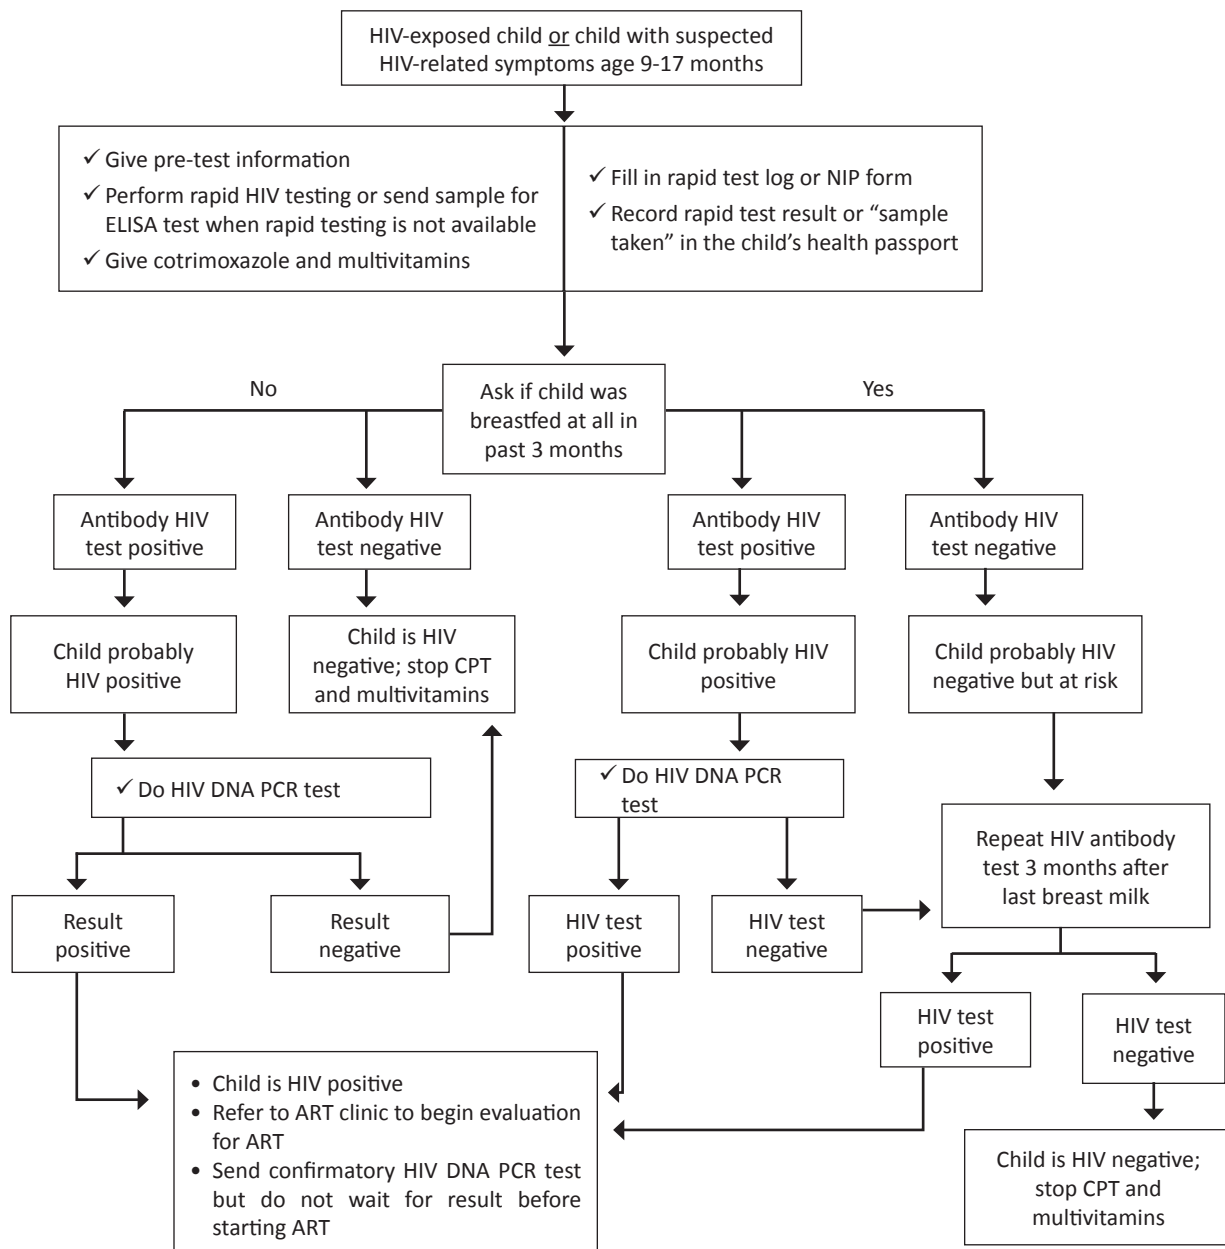 HIV-exposed child or child with suspected
HIV-related symptoms age 9-17 months
✓ Give pre-test information
✓ Perform rapid HIV testing or send sample for
ELISA test when rapid testing is not available
✓ Give cotrimoxazole and multivitamins
✓ Fill in rapid test log or NIP form
✓ Record rapid test result or “sample
taken” in the child’s health passport
No
Ask if child was
breastfed at all in
past 3 months
Yes
Antibody HIV
test positive
Antibody HIV
test negative
Antibody HIV
test positive
Antibody HIV
test negative
Child probably
HIV positive
Child is HIV
negative; stop CPT
and multivitamins
Child probably HIV
positive
Child probably HIV
negative but at risk
✓ Do HIV DNA PCR test
✓ Do HIV DNA PCR
test
Repeat HIV antibody
test 3 months after
last breast milk
Result
positive
Result
negative
HIV test
positive
HIV test
negative
HIV test
positive
HIV test
negative
• Child is HIV positive
• Refer to ART clinic to begin evaluation
for ART
• Send confirmatory HIV DNA PCR test
but do not wait for result before
starting ART
Child is HIV negative;
stop CPT and
multivitamins